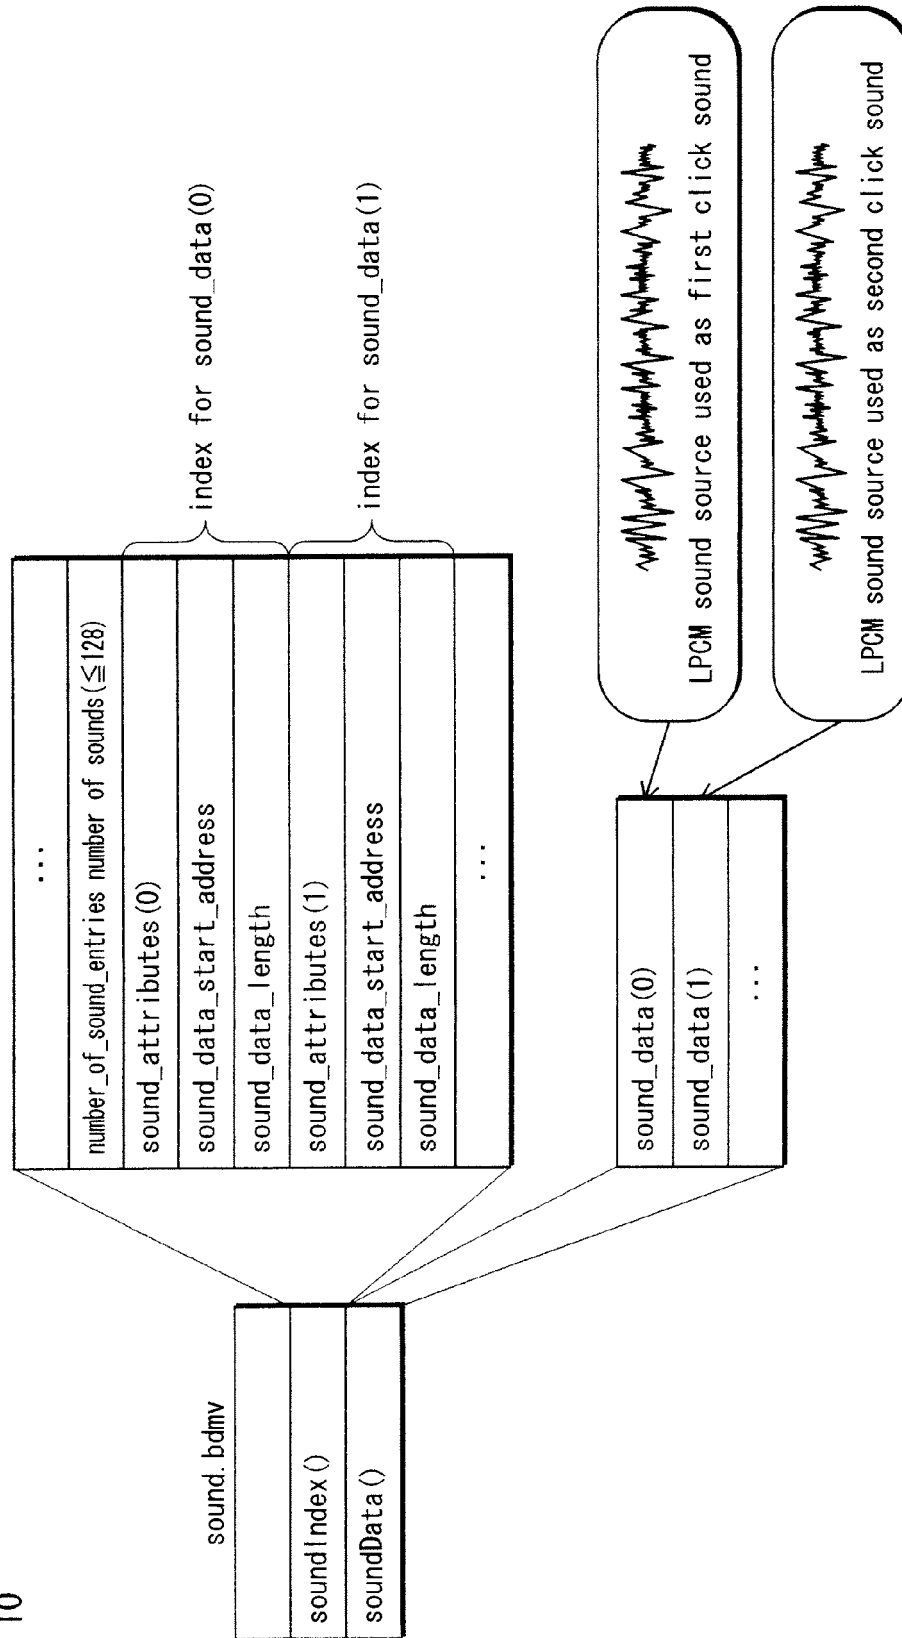 10
sound.bdmv
soundIndex()
soundData()
...
number_of_sound_entries number of sounds(≦128)
sound_attributes(0)
sound_data_start_address
sound_data_length
sound_attributes(1)
sound_data_start_address
sound_data_length
...
index for sound_data(0)
index for sound_data(1)
sound_data(0)
sound_data(1)
...
LPCM sound source used as first click sound
LPCM sound source used as second click sound